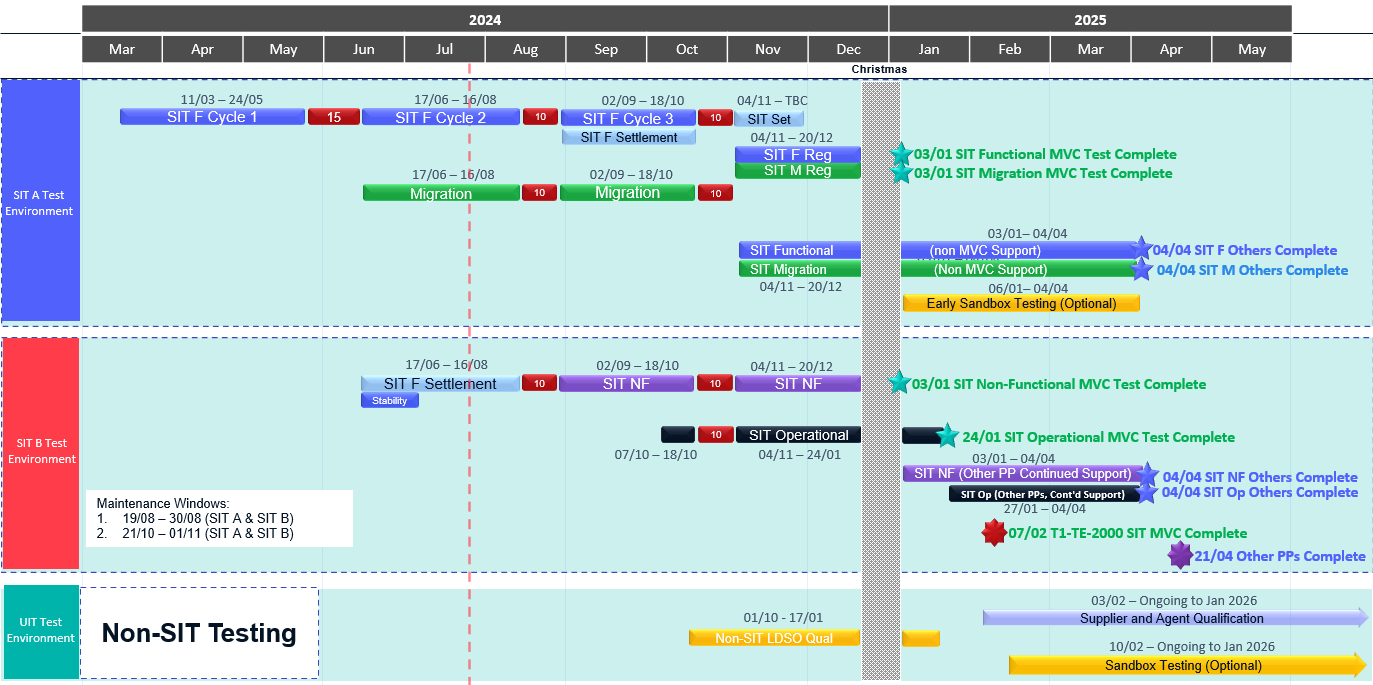 2024
2025
Mar Apr May Jun Jul Aug Sep Oct Nov Dec Jan Feb Mar Apr May
Christmas
SIT A Test
Environment
11/03 – 24/05
17/06 – 16/08
02/09 – 18/10
04/11 – TBC
SIT F Cycle 1
15
SIT F Cycle 2
10
SIT F Cycle 3
10
SIT Set
SIT F Settlement
04/11 – 20/12
SIT F Reg
03/01 SIT Functional MVC Test Complete
SIT M Reg
03/01 SIT Migration MVC Test Complete
17/06 – 16/08
02/09 – 18/10
Migration
10
Migration
10
03/01– 04/04
SIT Functional
(non MVC Support)
04/04 SIT F Others Complete
SIT Migration
(Non MVC Support)
04/04 SIT M Others Complete
04/11 – 20/12
06/01– 04/04
Early Sandbox Testing (Optional)
SIT B Test
Environment
17/06 – 16/08
02/09 – 18/10
04/11 – 20/12
SIT F Settlement
10
SIT NF
10
SIT NF
03/01 SIT Non-Functional MVC Test Complete
Stability
10
SIT Operational
24/01 SIT Operational MVC Test Complete
07/10 – 18/10
04/11 – 24/01
03/01 – 04/04
SIT NF (Other PP Continued Support)
04/04 SIT NF Others Complete
SIT Op (Other PPs, Cont'd Support)
04/04 SIT Op Others Complete
27/01 – 04/04
Maintenance Windows:
1. 19/08 – 30/08 (SIT A & SIT B)
2. 21/10 – 01/11 (SIT A & SIT B)
07/02 T1-TE-2000 SIT MVC Complete
21/04 Other PPs Complete
UIT Test
Environment
Non-SIT Testing
01/10 - 17/01
Non-SIT LDSO Qual
03/02 – Ongoing to Jan 2026
Supplier and Agent Qualification
10/02 – Ongoing to Jan 2026
Sandbox Testing (Optional)